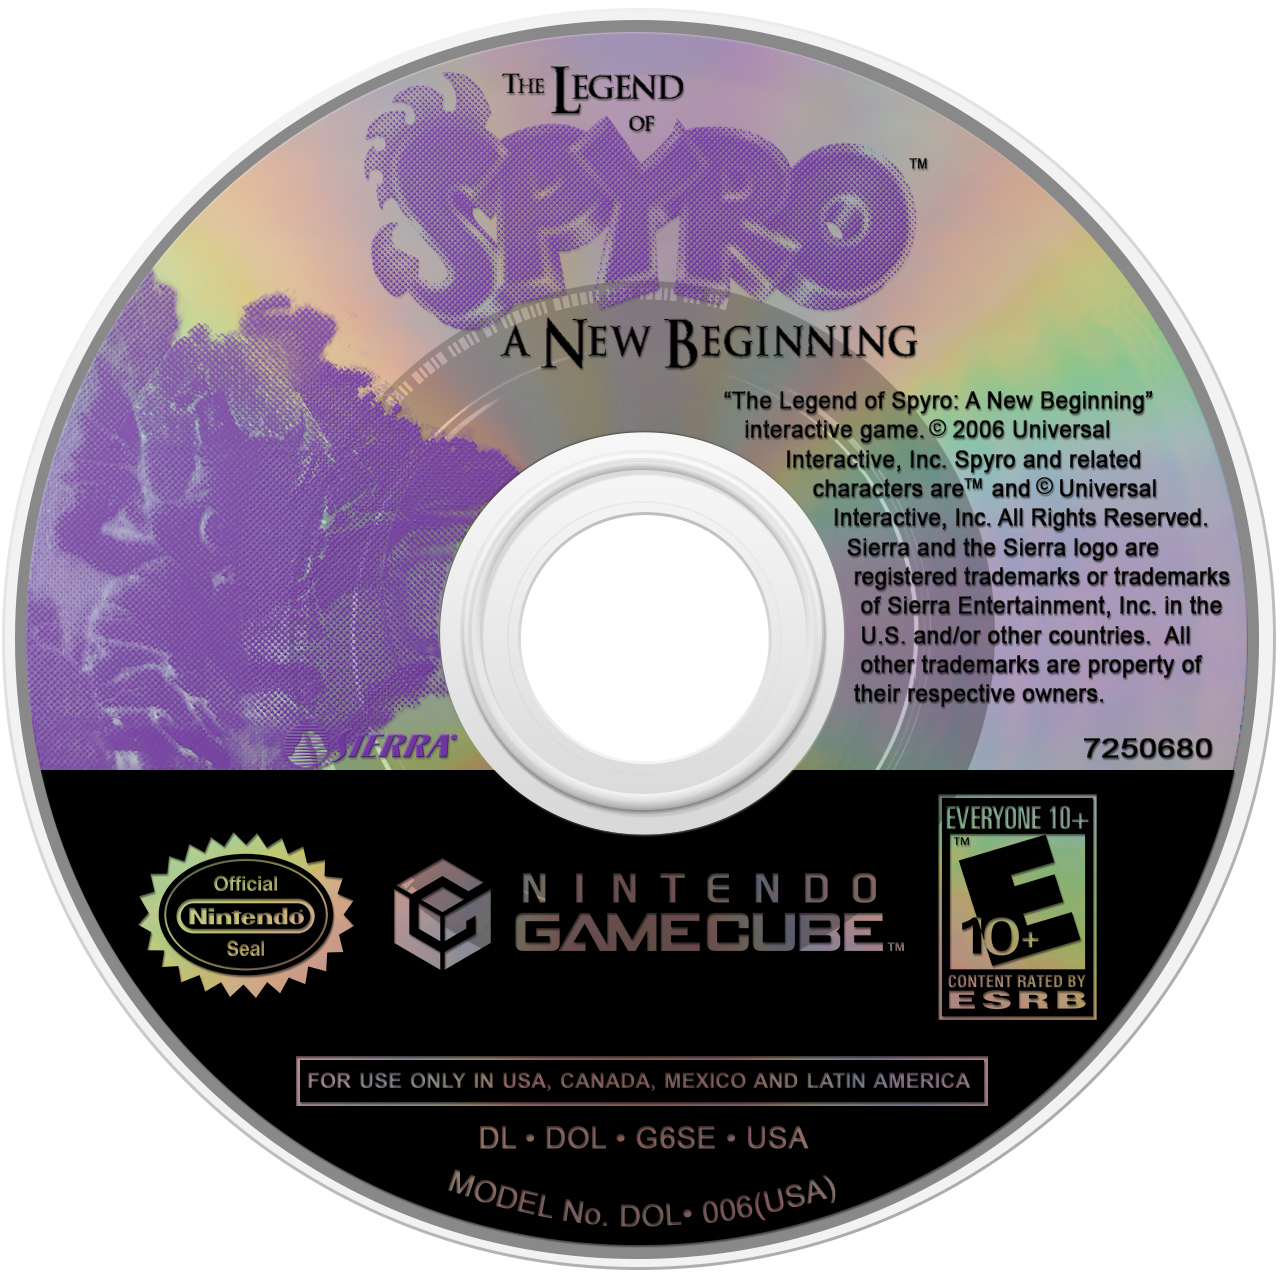 THE LEGEND
OF
SPYRO™
A NEW BEGINNING
“The Legend of Spyro: A New Beginning”
interactive game. © 2006 Universal
Interactive, Inc. Spyro and related
characters are™ and © Universal
Interactive, Inc. All Rights Reserved.
Sierra and the Sierra logo are
registered trademarks or trademarks
of Sierra Entertainment, Inc. in the
U.S. and/or other countries.  All
other trademarks are property of
their respective owners.
SIERRA®
7250680
Official
Nintendo®
Seal
NINTENDO
GAMECUBE™
EVERYONE 10+
™
E
10+
CONTENT RATED BY
ESRB
FOR USE ONLY IN USA, CANADA, MEXICO AND LATIN AMERICA
DL • DOL • G6SE • USA
MODEL No. DOL• 006(USA)